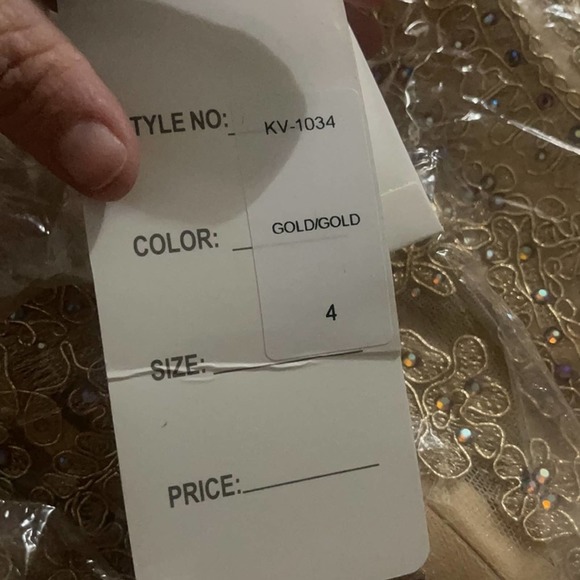 TYLE NO: KV-1034
COLOR: GOLD/GOLD
SIZE: 4
PRICE: